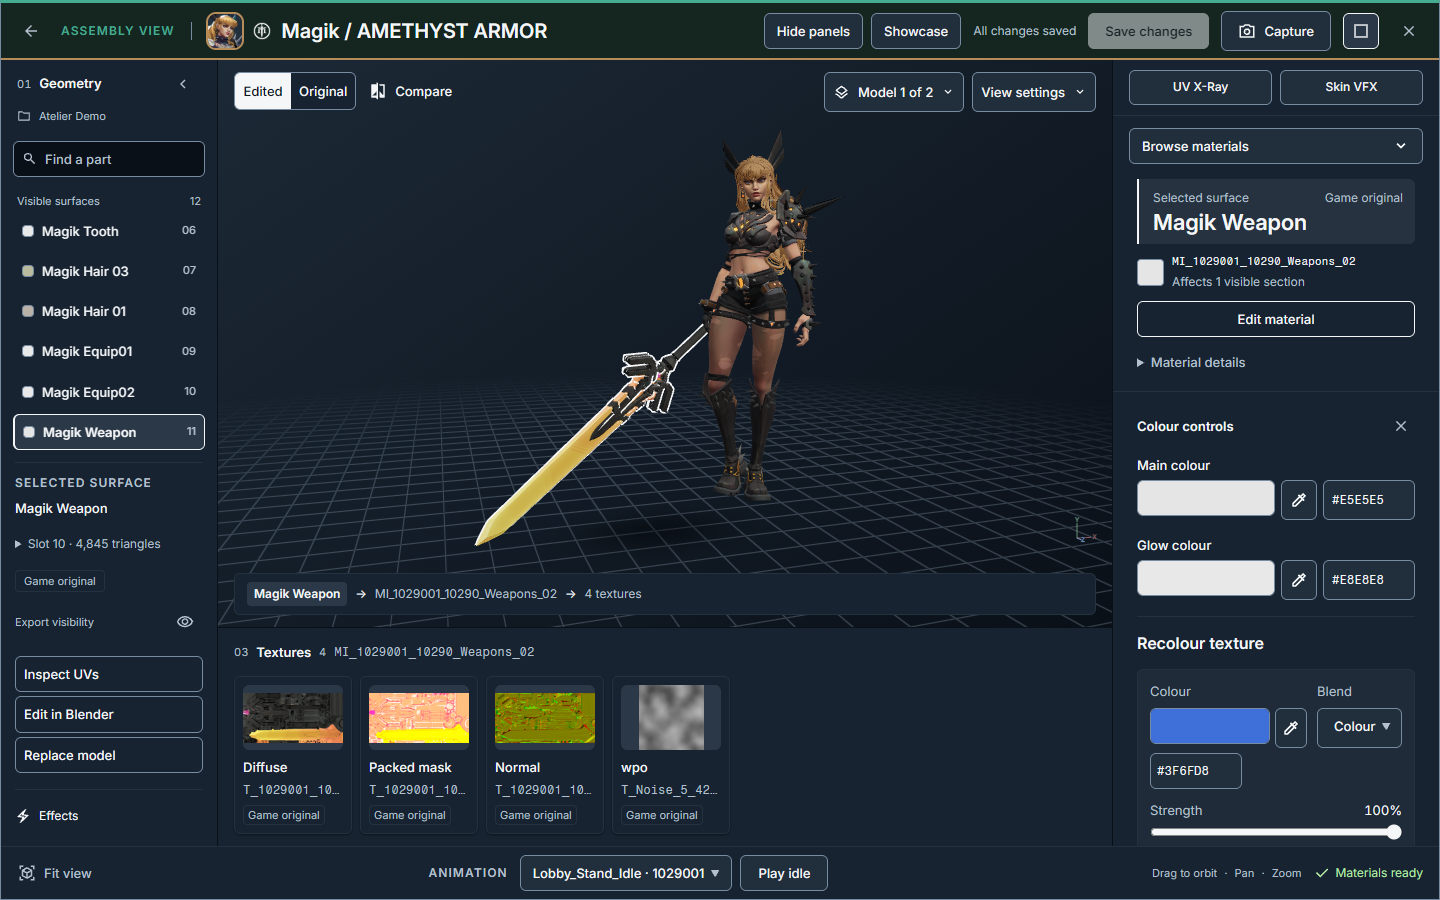 ASSEMBLY VIEW
Magik / AMETHYST ARMOR
Hide panels
Showcase
All changes saved
Save changes
Capture
01 Geometry
Atelier Demo
Find a part
Visible surfaces 12
Magik Tooth 06
Magik Hair 03 07
Magik Hair 01 08
Magik Equip01 09
Magik Equip02 10
Magik Weapon 11
SELECTED SURFACE
Magik Weapon
Slot 10 · 4,845 triangles
Game original
Export visibility
Inspect UVs
Edit in Blender
Replace model
Effects
Edited Original Compare
Model 1 of 2
View settings
Magik Weapon → MI_1029001_10290_Weapons_02 → 4 textures
03 Textures 4 MI_1029001_10290_Weapons_02
Diffuse
T_1029001_10…
Game original
Packed mask
T_1029001_10…
Game original
Normal
T_1029001_10…
Game original
wpo
T_Noise_5_42…
Game original
UV X-Ray
Skin VFX
Browse materials
Selected surface Game original
Magik Weapon
MI_1029001_10290_Weapons_02
Affects 1 visible section
Edit material
Material details
Colour controls
Main colour
#E5E5E5
Glow colour
#E8E8E8
Recolour texture
Colour Blend
Colour
#3F6FD8
Strength 100%
Fit view
ANIMATION
Lobby_Stand_Idle · 1029001
Play idle
Drag to orbit · Pan · Zoom
Materials ready